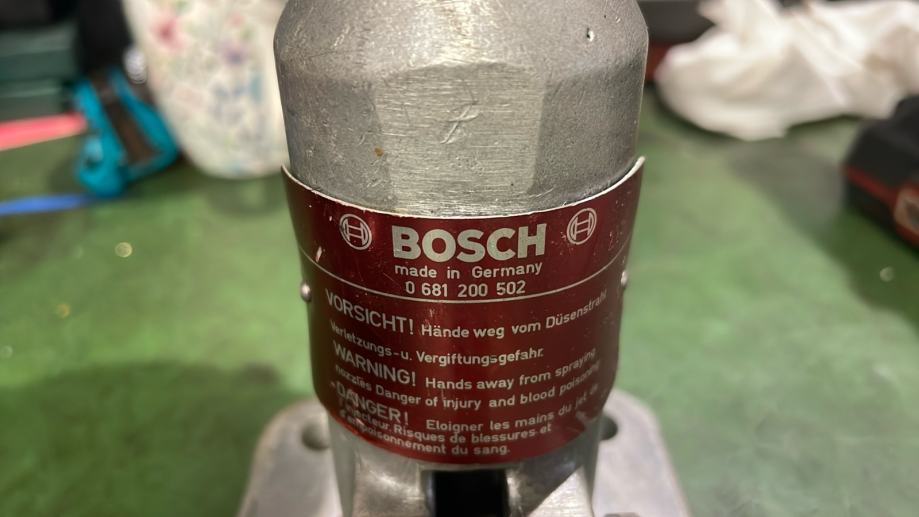 BOSCH
made in Germany
0 681 200 502
VORSICHT! Hände weg vom Düsenstrahl
Verletzungs-u. Vergiftungsgefahr.
WARNING! Hands away from spraying
nozzles Danger of injury and blood poisoning
DANGER! Eloigner les mains du jet de
l'injecteur. Risques de blessures et
d'empoisonnement du sang.